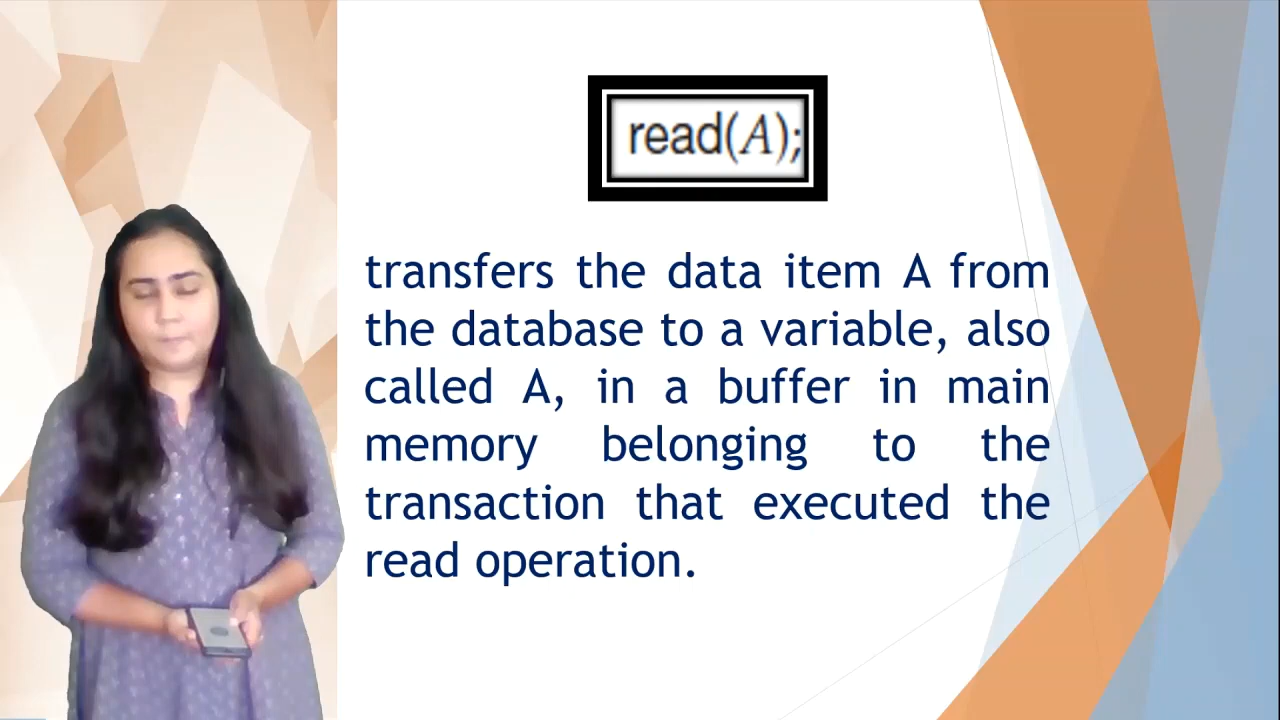 read(A);
transfers the data item A from
the database to a variable, also
called A, in a buffer in main
memory belonging to the
transaction that executed the
read operation.